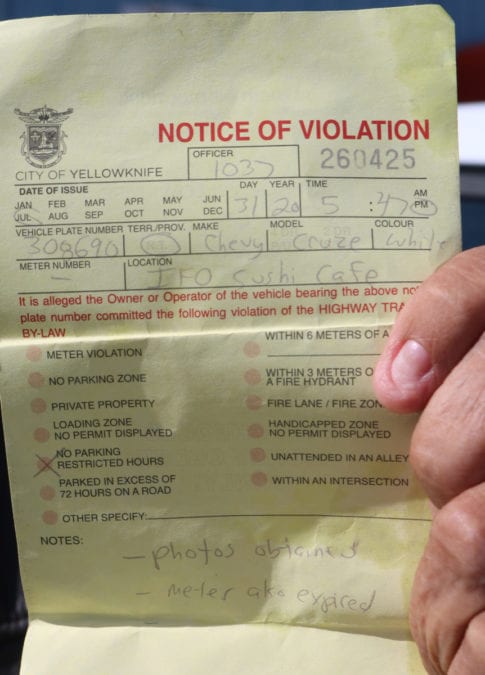 NOTICE OF VIOLATION
CITY OF YELLOWKNIFE
OFFICER 1037 260425
DATE OF ISSUE
JAN FEB MAR APR MAY JUN DAY YEAR TIME AM
JUL AUG SEP OCT NOV DEC 31 20 5 :47 PM
VEHICLE PLATE NUMBER TERR./PROV. MAKE MODEL COLOUR
300690 Chevy Cruze white
METER NUMBER LOCATION
— IFO Sushi Cafe
It is alleged the Owner or Operator of the vehicle bearing the above
plate number committed the following violation of the HIGHWAY
BY-LAW
METER VIOLATION
NO PARKING ZONE
PRIVATE PROPERTY
LOADING ZONE
NO PERMIT DISPLAYED
NO PARKING
RESTRICTED HOURS
PARKED IN EXCESS OF
72 HOURS ON A ROAD
OTHER SPECIFY:
WITHIN 6 METERS OF A
WITHIN 3 METERS
A FIRE HYDRANT
FIRE LANE / FIRE
HANDICAPPED ZONE
NO PERMIT DISPLAYED
UNATTENDED IN AN ALLEY
WITHIN AN INTERSECTION
NOTES:
- photos obtained
- meter also expired